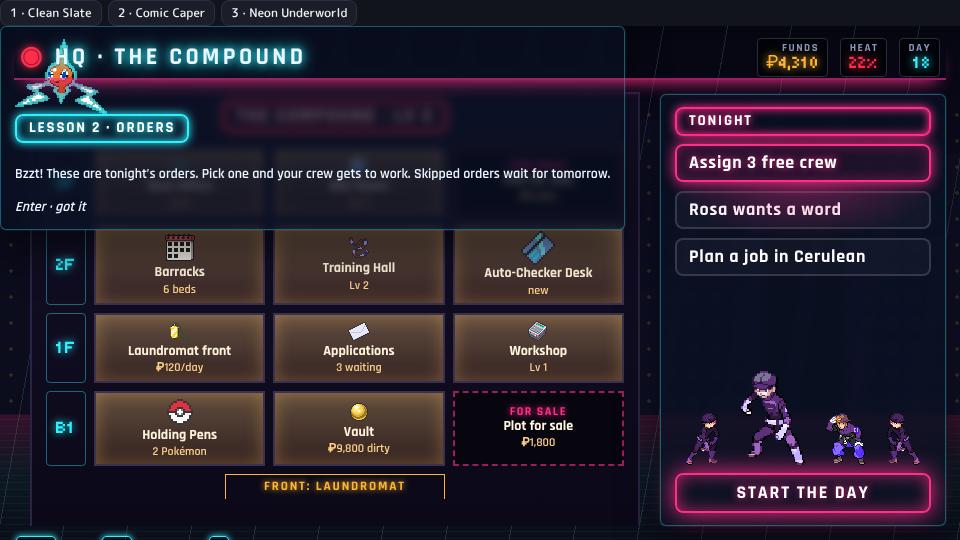 1 · Clean Slate
2 · Comic Caper
3 · Neon Underworld
HQ · THE COMPOUND
FUNDS
₽4,310
HEAT
22%
DAY
18
LESSON 2 · ORDERS
THE COMPOUND · LV 2
Bzzt! These are tonight's orders. Pick one and your crew gets to work. Skipped orders wait for tomorrow.
Enter · got it
2F
Barracks
6 beds
Training Hall
Lv 2
Auto-Checker Desk
new
1F
Laundromat front
₽120/day
Applications
3 waiting
Workshop
Lv 1
B1
Holding Pens
2 Pokémon
Vault
₽9,800 dirty
FOR SALE
Plot for sale
₽1,800
FRONT: LAUNDROMAT
TONIGHT
Assign 3 free crew
Rosa wants a word
Plan a job in Cerulean
START THE DAY